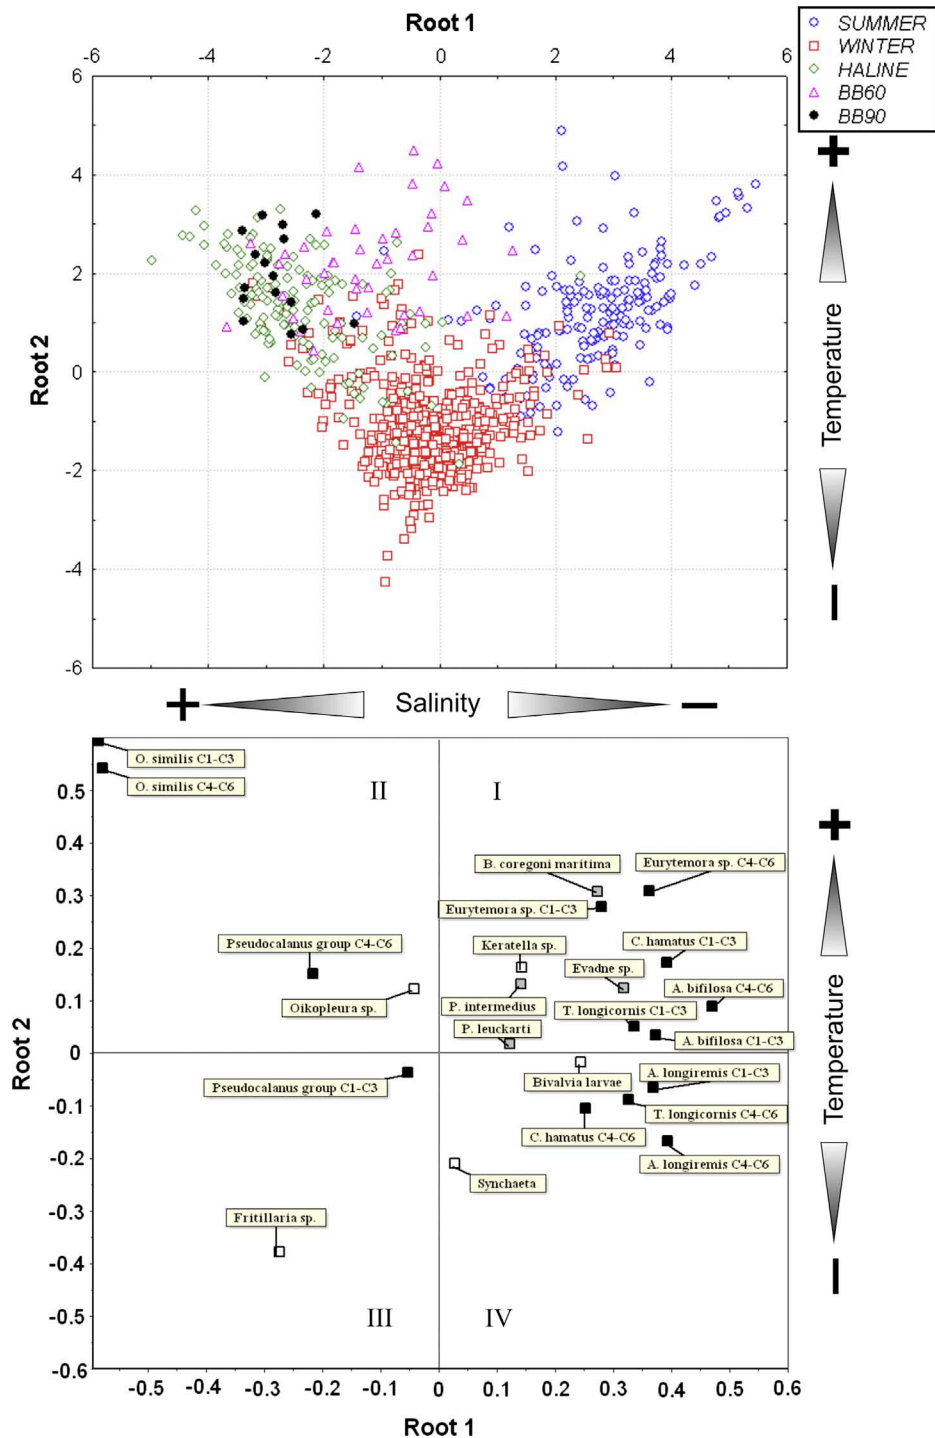 Root 1
-6 -4 -2 0 2 4 6
SUMMER
WINTER
HALINE
BB60
BB90
6
4
2
0
-2
-4
-6
Root 2
-6 -4 -2 0 2 4 6
+
Temperature
−
+ Salinity −
O. similis C1-C3
O. similis C4-C6
II
I
B. coregoni maritima
Eurytemora sp. C4-C6
Eurytemora sp. C1-C3
Pseudocalanus group C4-C6
Keratella sp.
C. hamatus C1-C3
Evadne sp.
Oikopleura sp.
P. intermedius
A. bifilosa C4-C6
T. longicornis C1-C3
P. leuckarti
A. bifilosa C1-C3
Pseudocalanus group C1-C3
Bivalvia larvae
A. longiremis C1-C3
T. longicornis C4-C6
C. hamatus C4-C6
A. longiremis C4-C6
Synchaeta
Fritillaria sp.
III
IV
0.5
0.4
0.3
0.2
0.1
0
-0.1
-0.2
-0.3
-0.4
-0.5
-0.6
Root 2
-0.5 -0.4 -0.3 -0.2 -0.1 0 0.1 0.2 0.3 0.4 0.5 0.6
Root 1
+
Temperature
−